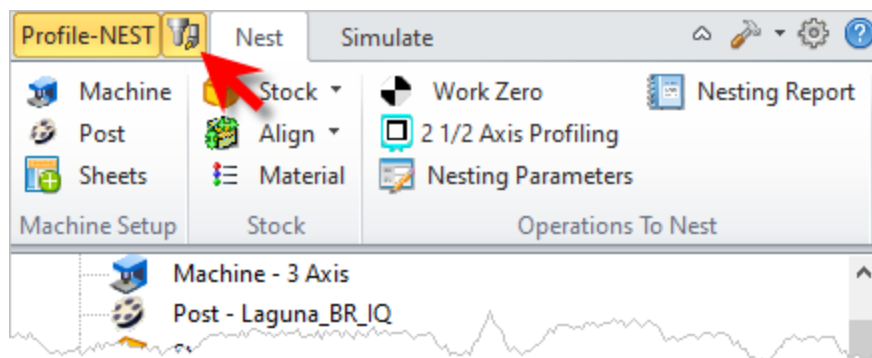 Profile-NEST Nest Simulate
Machine Stock Work Zero Nesting Report
Post Align 2 1/2 Axis Profiling
Sheets Material Nesting Parameters
Machine Setup Stock Operations To Nest
Machine - 3 Axis
Post - Laguna_BR_IQ